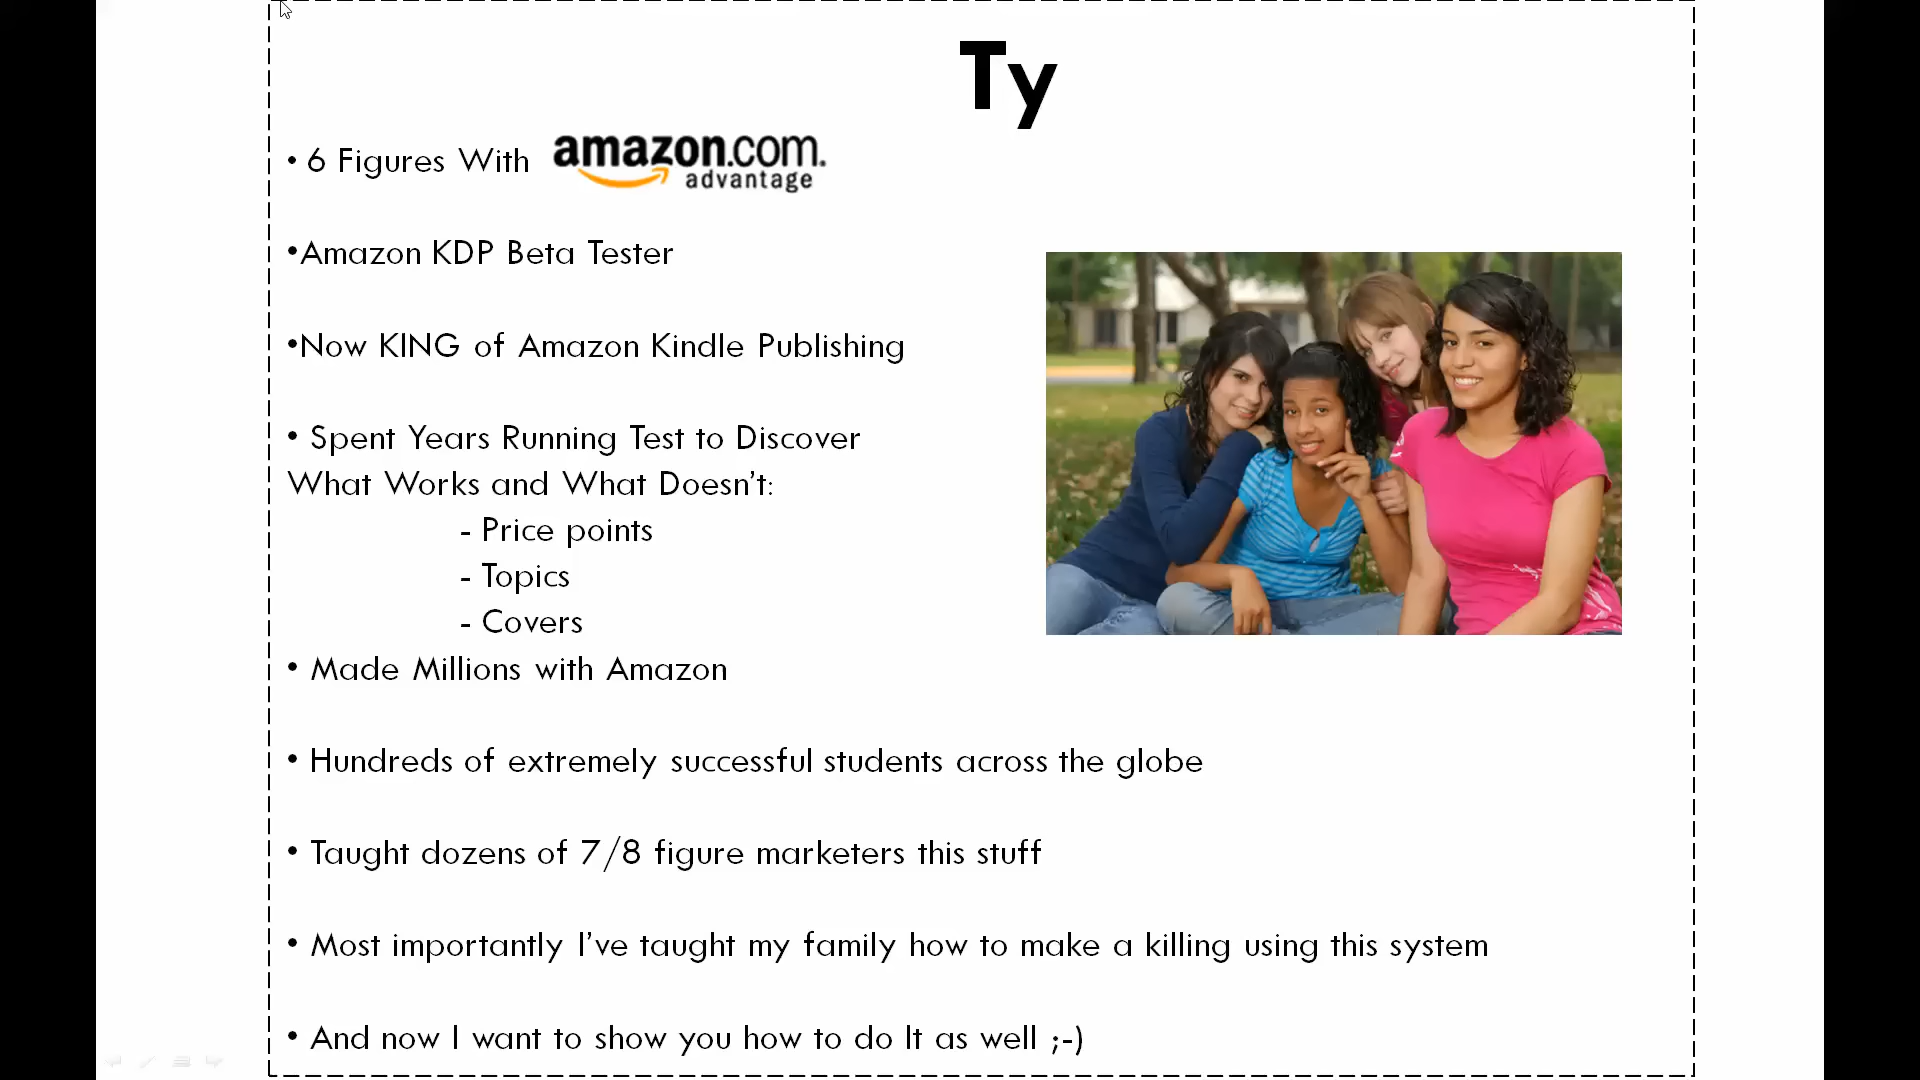 Ty
• 6 Figures With amazon.com. advantage
•Amazon KDP Beta Tester
•Now KING of Amazon Kindle Publishing
• Spent Years Running Test to Discover
What Works and What Doesn't:
- Price points
- Topics
- Covers
• Made Millions with Amazon
• Hundreds of extremely successful students across the globe
• Taught dozens of 7/8 figure marketers this stuff
• Most importantly I've taught my family how to make a killing using this system
• And now I want to show you how to do It as well ;-)